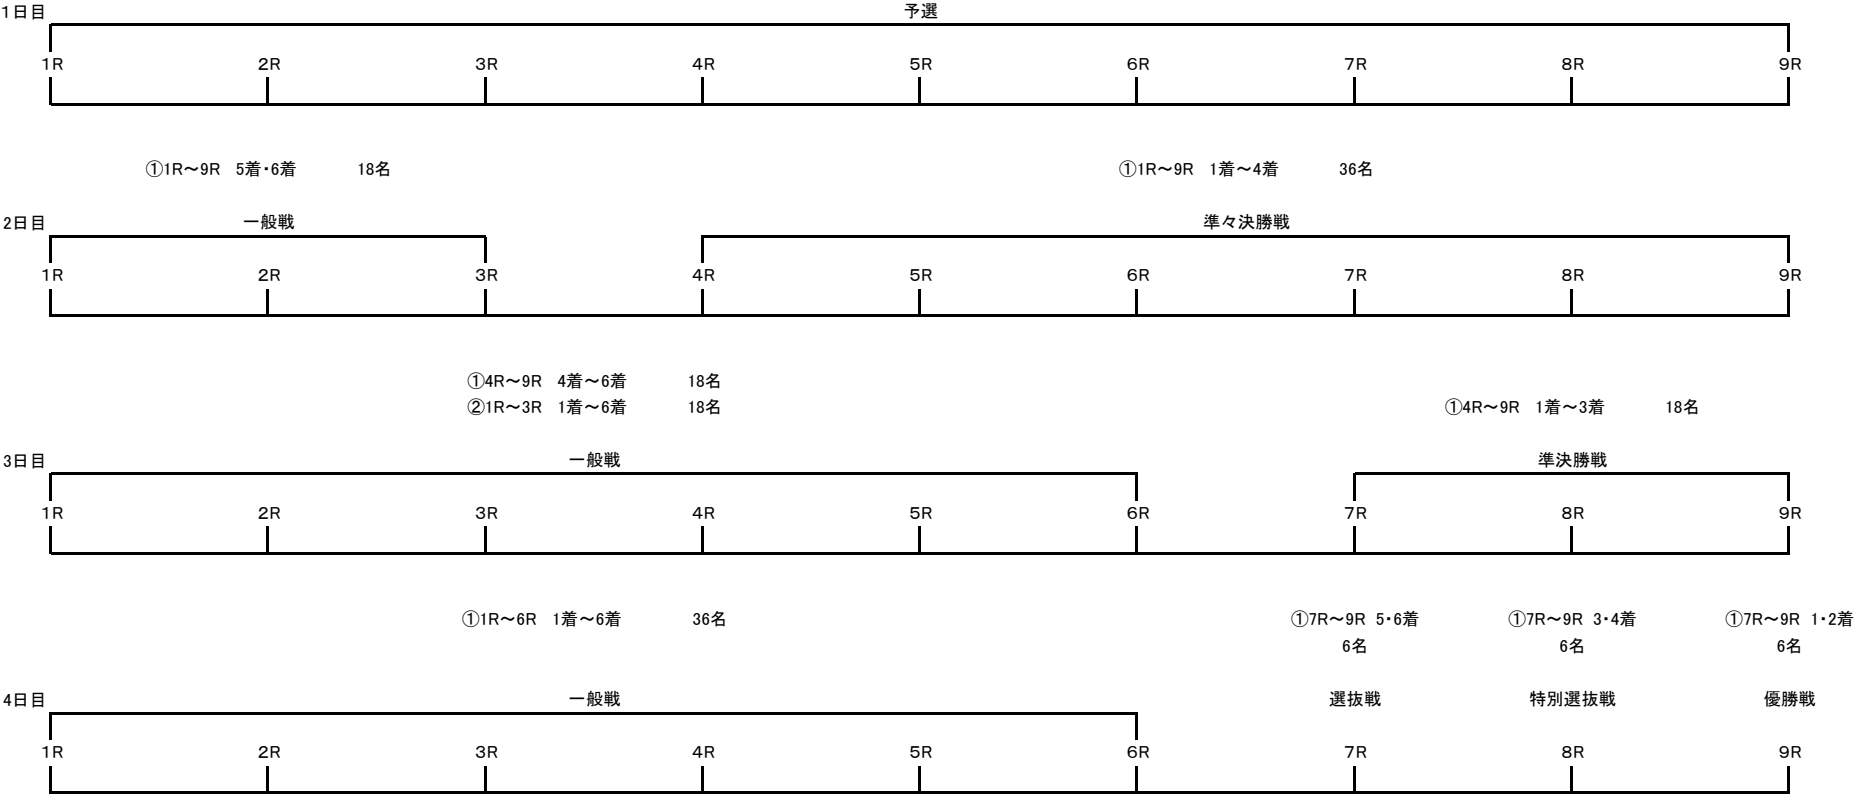 1日目 予選
1R 2R 3R 4R 5R 6R 7R 8R 9R
①1R～9R 5着・6着 18名 ①1R～9R 1着～4着 36名
2日目 一般戦 準々決勝戦
1R 2R 3R 4R 5R 6R 7R 8R 9R
①4R～9R 4着～6着 18名
②1R～3R 1着～6着 18名 ①4R～9R 1着～3着 18名
3日目 一般戦 準決勝戦
1R 2R 3R 4R 5R 6R 7R 8R 9R
①1R～6R 1着～6着 36名 ①7R～9R 5・6着 ①7R～9R 3・4着 ①7R～9R 1・2着
6名 6名 6名
4日目 一般戦 選抜戦 特別選抜戦 優勝戦
1R 2R 3R 4R 5R 6R 7R 8R 9R